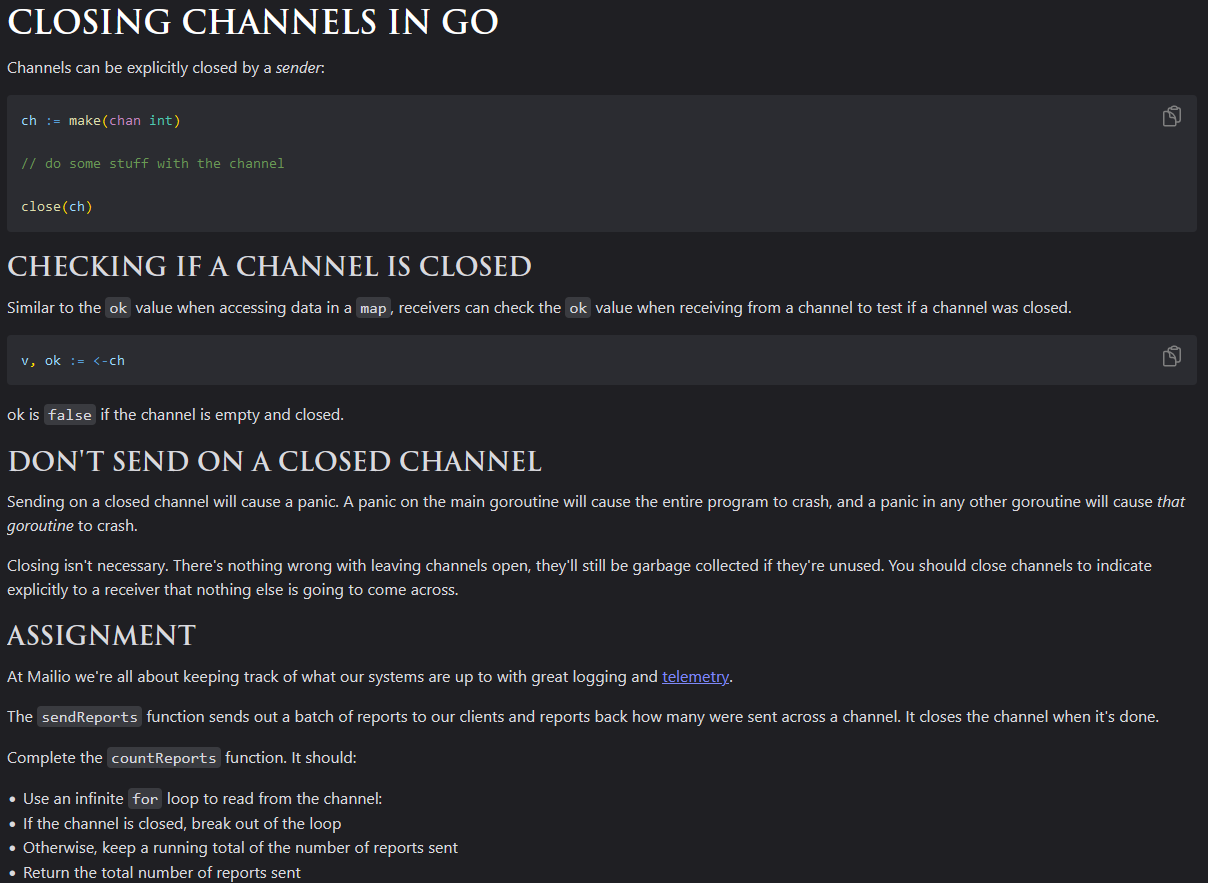 CLOSING CHANNELS IN GO
Channels can be explicitly closed by a sender:
ch := make(chan int)
// do some stuff with the channel
close(ch)
CHECKING IF A CHANNEL IS CLOSED
Similar to the ok value when accessing data in a map, receivers can check the ok value when receiving from a channel to test if a channel was closed.
v, ok := <-ch
ok is false if the channel is empty and closed.
DON'T SEND ON A CLOSED CHANNEL
Sending on a closed channel will cause a panic. A panic on the main goroutine will cause the entire program to crash, and a panic in any other goroutine will cause that
goroutine to crash.
Closing isn't necessary. There's nothing wrong with leaving channels open, they'll still be garbage collected if they're unused. You should close channels to indicate
explicitly to a receiver that nothing else is going to come across.
ASSIGNMENT
At Mailio we're all about keeping track of what our systems are up to with great logging and telemetry.
The sendReports function sends out a batch of reports to our clients and reports back how many were sent across a channel. It closes the channel when it's done.
Complete the countReports function. It should:
• Use an infinite for loop to read from the channel:
• If the channel is closed, break out of the loop
• Otherwise, keep a running total of the number of reports sent
• Return the total number of reports sent